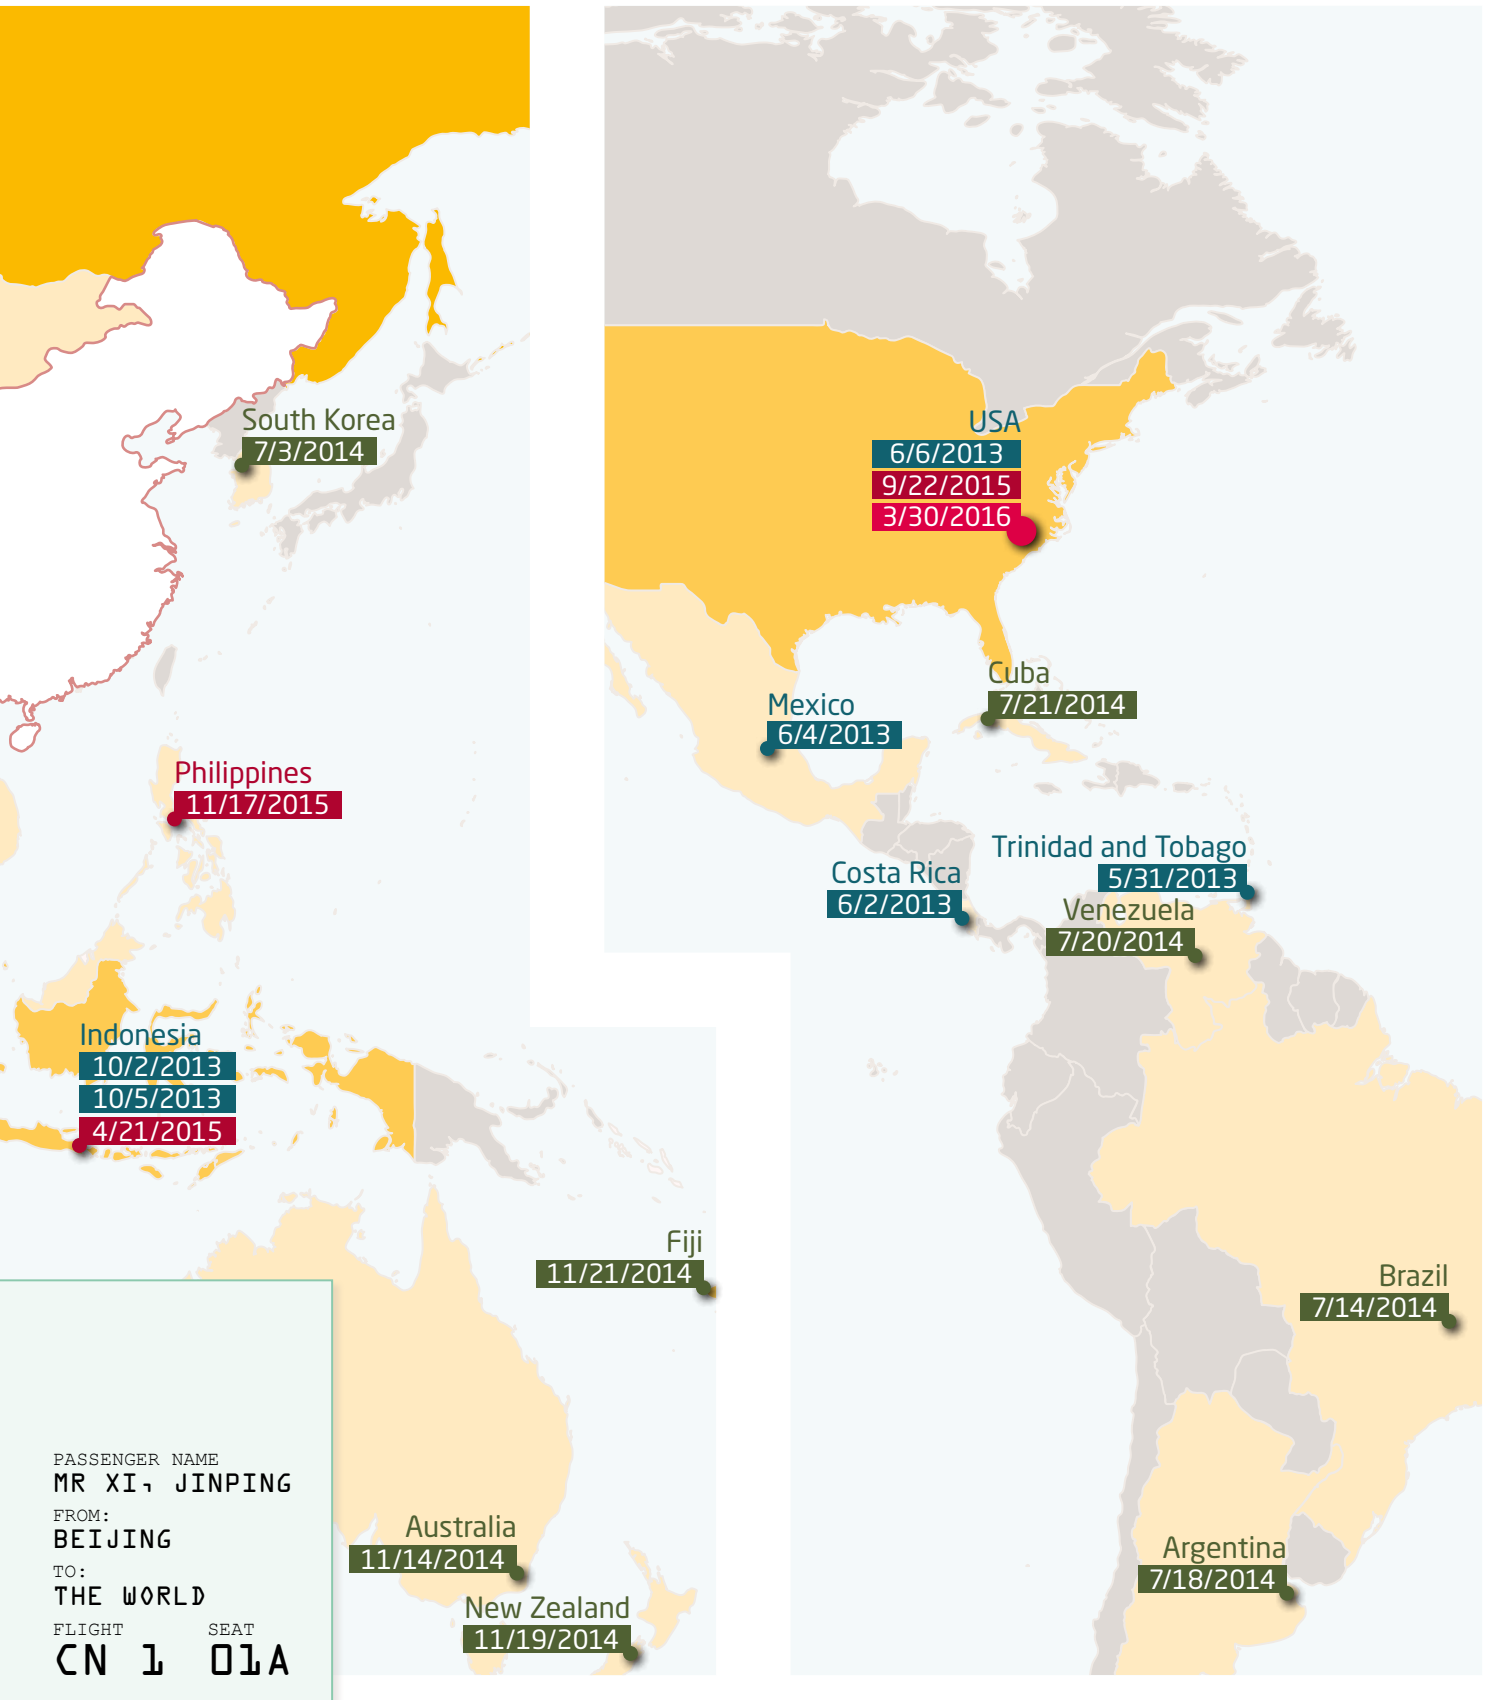 South Korea
7/3/2014
USA
6/6/2013
9/22/2015
3/30/2016
Cuba
7/21/2014
Mexico
6/4/2013
Philippines
11/17/2015
Trinidad and Tobago
5/31/2013
Costa Rica
6/2/2013
Venezuela
7/20/2014
Indonesia
10/2/2013
10/5/2013
4/21/2015
Fiji
11/21/2014
Brazil
7/14/2014
Australia
11/14/2014
Argentina
7/18/2014
New Zealand
11/19/2014
PASSENGER NAME
MR XI, JINPING
FROM:
BEIJING
TO:
THE WORLD
FLIGHT SEAT
CN 1 01A